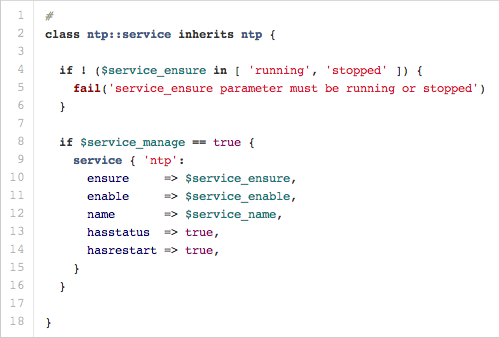 1 #
2 class ntp::service inherits ntp {
3
4   if ! ($service_ensure in [ 'running', 'stopped' ]) {
5     fail('service_ensure parameter must be running or stopped')
6   }
7
8   if $service_manage == true {
9     service { 'ntp':
10       ensure     => $service_ensure,
11       enable     => $service_enable,
12       name       => $service_name,
13       hasstatus  => true,
14       hasrestart => true,
15     }
16   }
17
18 }